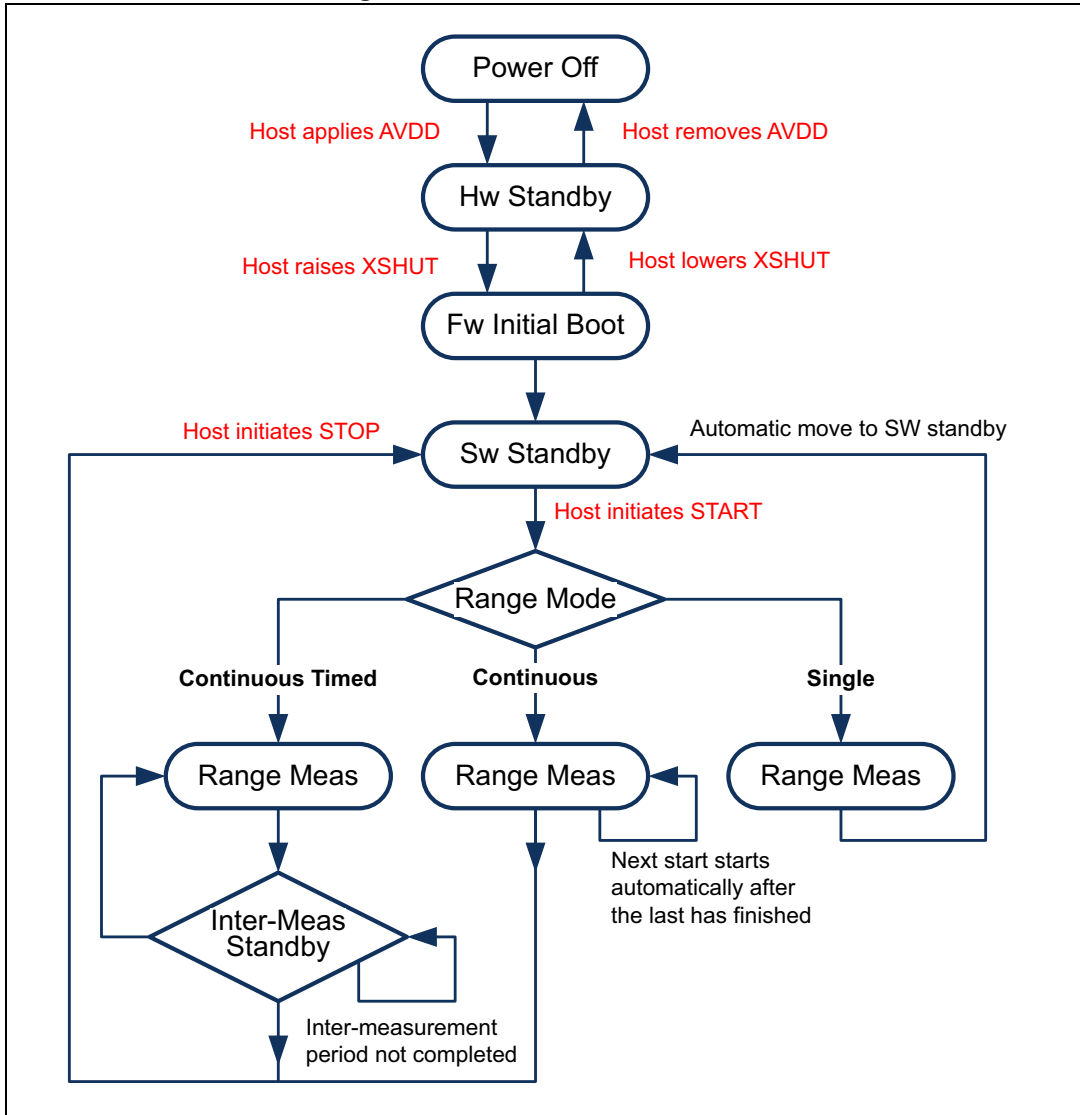 Power Off
Host applies AVDD
Host removes AVDD
Hw Standby
Host raises XSHUT
Host lowers XSHUT
Fw Initial Boot
Host initiates STOP
Automatic move to SW standby
Sw Standby
Host initiates START
Range Mode
Continuous Timed
Continuous
Single
Range Meas
Range Meas
Range Meas
Next start starts
automatically after
the last has finished
Inter-Meas
Standby
Inter-measurement
period not completed